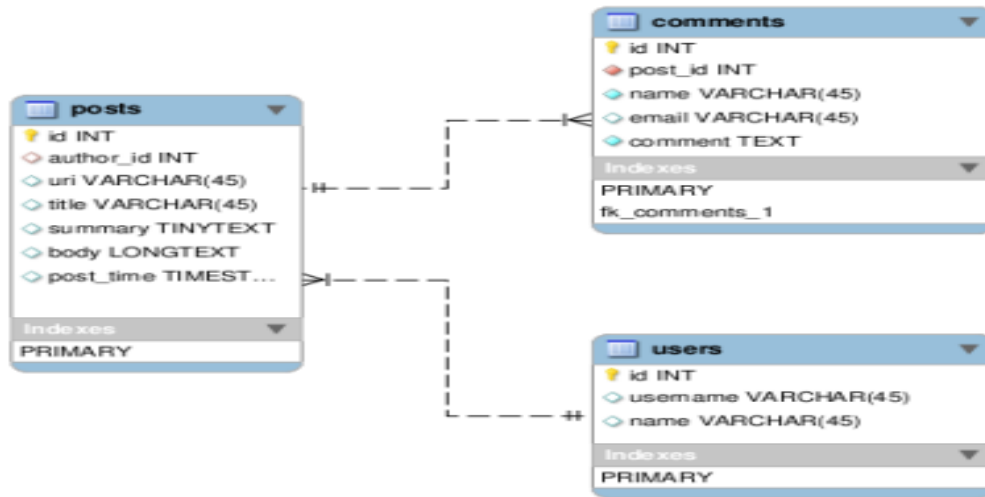 comments
id INT
post_id INT
name VARCHAR(45)
email VARCHAR(45)
comment TEXT
Indexes
PRIMARY
fk_comments_1
posts
id INT
author_id INT
uri VARCHAR(45)
title VARCHAR(45)
summary TINYTEXT
body LONGTEXT
post_time TIMEST...
Indexes
PRIMARY
users
id INT
username VARCHAR(45)
name VARCHAR(45)
Indexes
PRIMARY